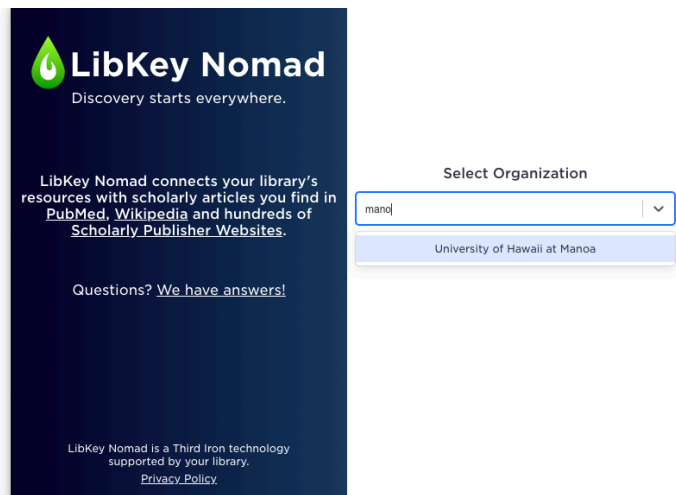 LibKey Nomad
Discovery starts everywhere.
LibKey Nomad connects your library's
resources with scholarly articles you find in
PubMed, Wikipedia and hundreds of
Scholarly Publisher Websites.
Questions? We have answers!
LibKey Nomad is a Third Iron technology
supported by your library.
Privacy Policy
Select Organization
mano
University of Hawaii at Manoa